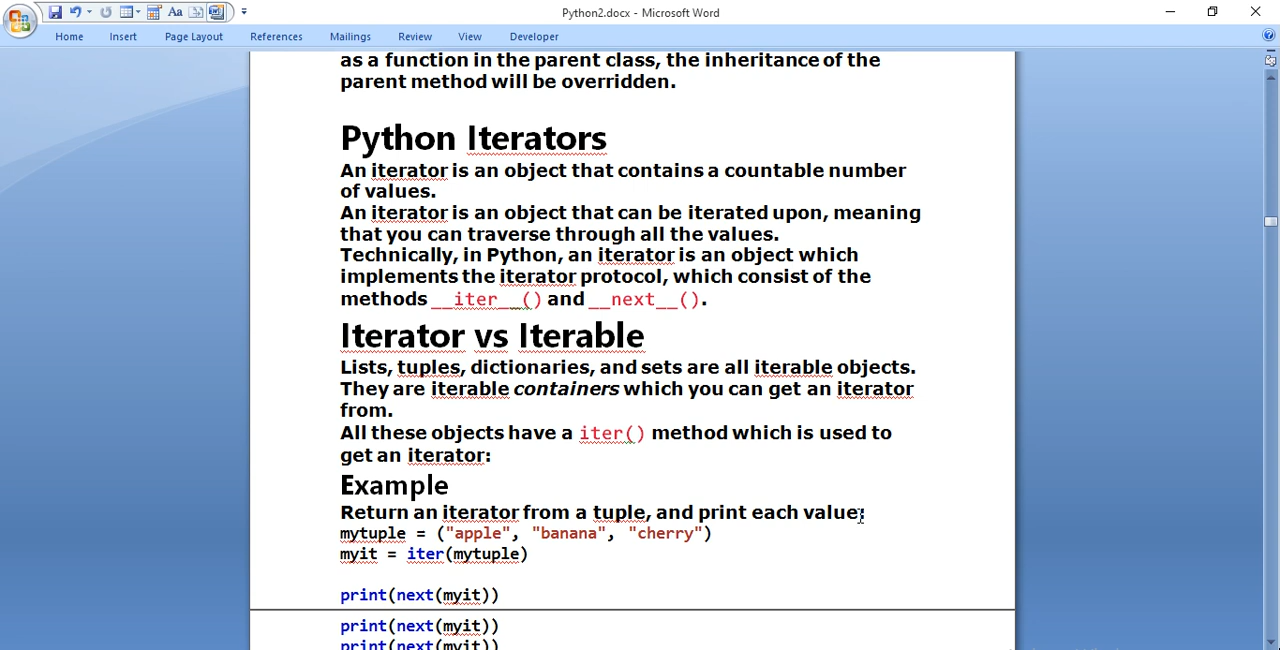 Python2.docx - Microsoft Word
Home Insert Page Layout References Mailings Review View Developer
as a function in the parent class, the inheritance of the
parent method will be overridden.
Python Iterators
An iterator is an object that contains a countable number
of values.
An iterator is an object that can be iterated upon, meaning
that you can traverse through all the values.
Technically, in Python, an iterator is an object which
implements the iterator protocol, which consist of the
methods __iter__() and __next__().
Iterator vs Iterable
Lists, tuples, dictionaries, and sets are all iterable objects.
They are iterable containers which you can get an iterator
from.
All these objects have a iter() method which is used to
get an iterator:
Example
Return an iterator from a tuple, and print each value:
mytuple = ("apple", "banana", "cherry")
myit = iter(mytuple)
print(next(myit))
print(next(myit))
print(next(myit))